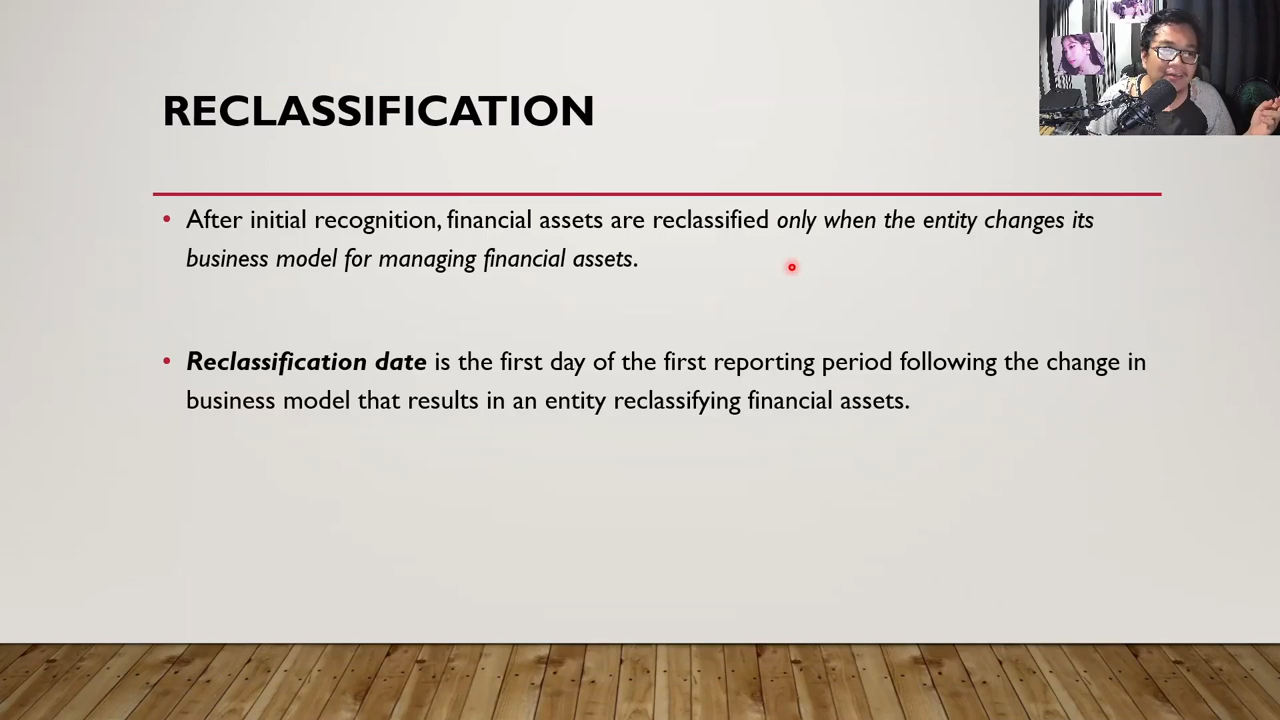 RECLASSIFICATION
• After initial recognition, financial assets are reclassified only when the entity changes its
business model for managing financial assets.
• Reclassification date is the first day of the first reporting period following the change in
business model that results in an entity reclassifying financial assets.